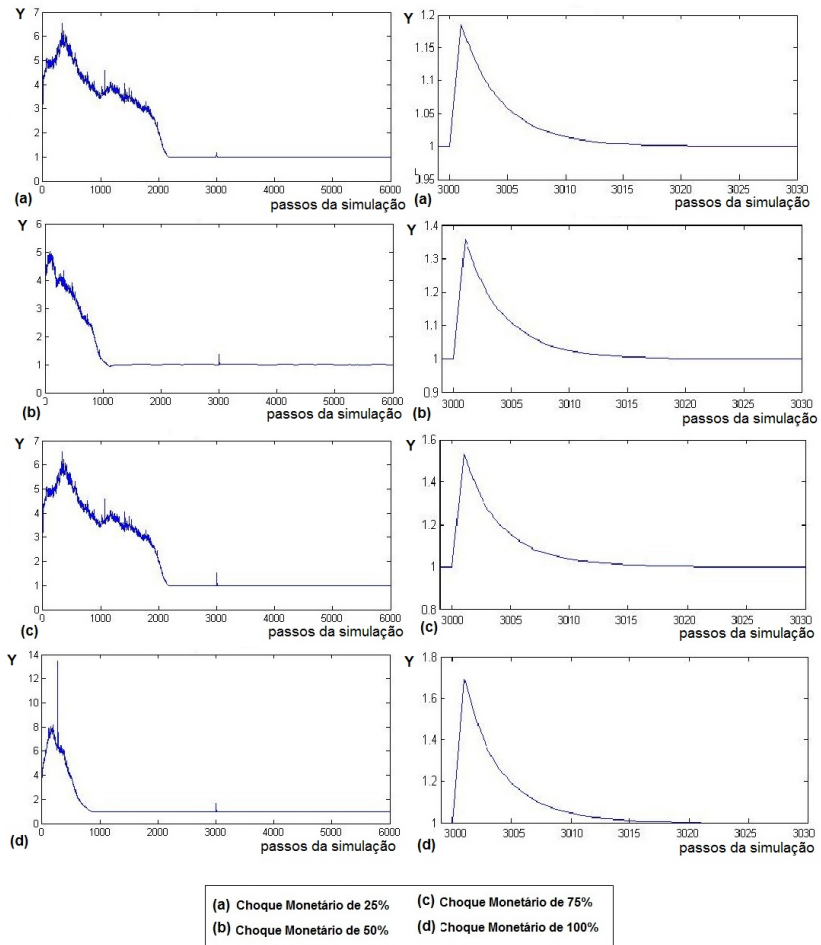 Y
7
6
5
4
3
2
1
0
0 1000 2000 3000 4000 5000 6000
(a) passos da simulação
Y
1.2
1.15
1.1
1.05
1
0.95
3000 3005 3010 3015 3020 3025 3030
(a) passos da simulação
Y
6
5
4
3
2
1
0
0 1000 2000 3000 4000 5000 6000
(b) passos da simulação
Y
1.4
1.3
1.2
1.1
1
0.9
3000 3005 3010 3015 3020 3025 3030
(b) passos da simulação
Y
7
6
5
4
3
2
1
0
0 1000 2000 3000 4000 5000 6000
(c) passos da simulação
Y
1.6
1.4
1.2
1
0.8
3000 3005 3010 3015 3020 3025 3030
(c) passos da simulação
Y
14
12
10
8
6
4
2
0
0 1000 2000 3000 4000 5000 6000
(d) passos da simulação
Y
1.8
1.6
1.4
1.2
1
3000 3005 3010 3015 3020 3025 3030
(d) passos da simulação
(a) Choque Monetário de 25% (c) Choque Monetário de 75%
(b) Choque Monetário de 50% (d) Choque Monetário de 100%